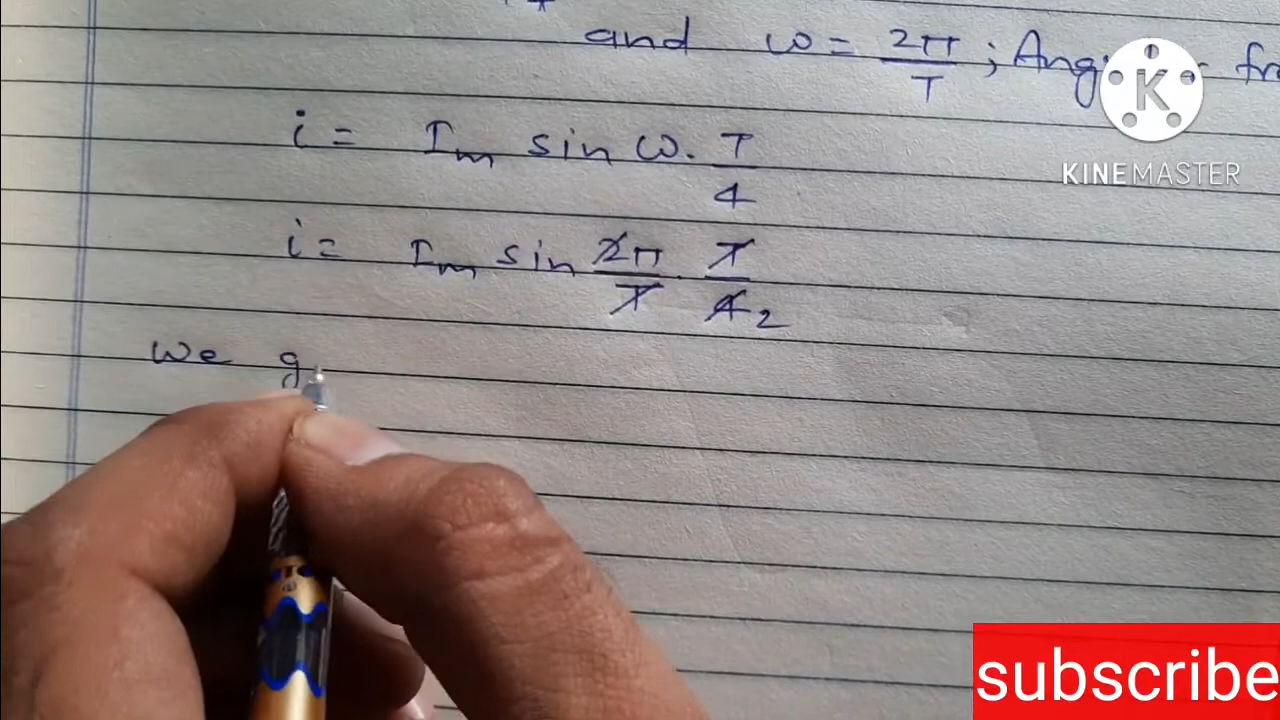 and ω = 2π/T ; Ang
i = Im sin ω. T/4
K
KINEMASTER
i = Im sin 2π/T . T/4 2
We g
subscribe